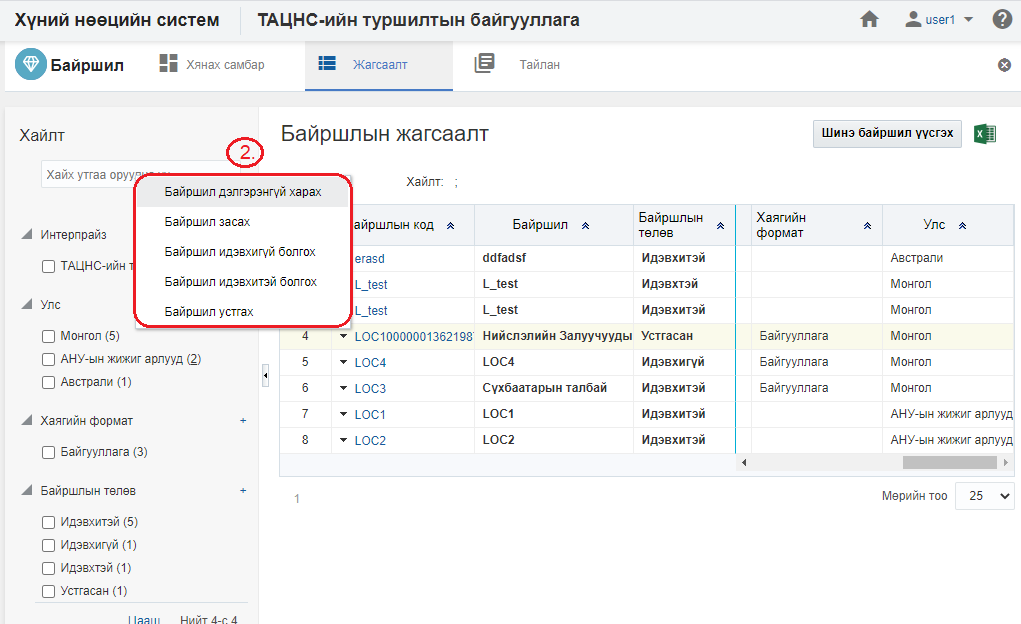 Хүний нөөцийн систем
ТАЦНС-ийн туршилтын байгууллага
user1
Байршил
Хянах самбар
Жагсаалт
Тайлан
Хайлт
2.
Хайх утгаа
Байршил дэлгэрэнгүй харах
Байршил засах
Байршил идэвхигүй болгох
Байршил идэвхитэй болгох
Байршил устгах
Интерпрайз
ТАЦНС-ийн
Улс
Монгол (5)
АНУ-ын жижиг арлууд (2)
Австрали (1)
Хаягийн формат +
Байгууллага (3)
Байршлын төлөв +
Идэвхитэй (5)
Идэвхигүй (1)
Идэвхтэй (1)
Устгасан (1)
Цааш Нийт 4-с 4
Байршлын жагсаалт
Шинэ байршил үүсгэх
Хайлт: ;
айршлын код Байршил Байршлын төлөв Хаягийн формат Улс
erasd ddfadsf Идэвхитэй Австрали
L_test L_test Идэвхтэй Монгол
L_test L_test Идэвхитэй Монгол
4 LOC10000001362198 Нийслэлийн Залуучууды Устгасан Байгууллага Монгол
5 LOC4 LOC4 Идэвхигүй Байгууллага Монгол
6 LOC3 Сүхбаатарын талбай Идэвхитэй Байгууллага Монгол
7 LOC1 LOC1 Идэвхитэй АНУ-ын жижиг арлууд
8 LOC2 LOC2 Идэвхитэй АНУ-ын жижиг арлууд
1
Мөрийн тоо 25